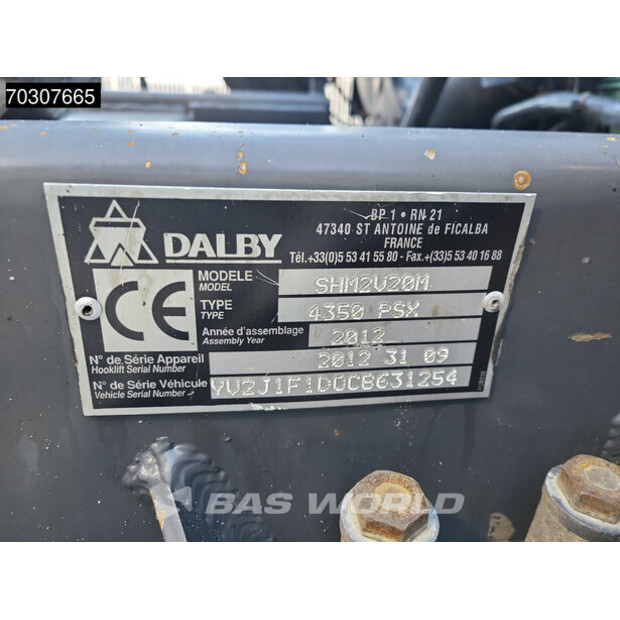 70307665
BP 1 • RN 21
47340 ST ANTOINE de FICALBA
FRANCE
DALBY
Tél.+33(0)5 53 41 55 80 - Fax.+(33)5 53 40 16 88
CE
MODELE
MODEL
SHM2V20M
TYPE
TYPE
4350 PSX
Année d'assemblage
Assembly Year
2012
N° de Série Appareil
Hooklift Serial Number
2012 31 09
N° de Série Véhicule
Vehicle Serial Number
YV2J1F1D0CB631254
BAS WORLD